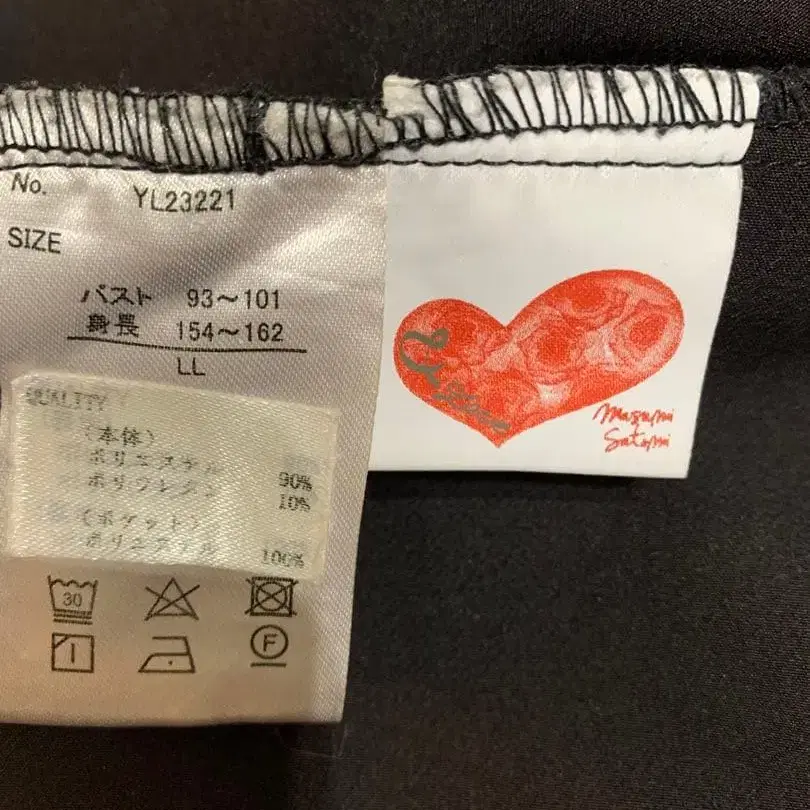 No. YL23221
SIZE
バスト 93～101
身長 154～162
LL
QUALITY
(本体)
ポリエステル 90%
ポリウレタン 10%
(ポケット)
ポリエステル 100%
30
F
Masumi
Satomi